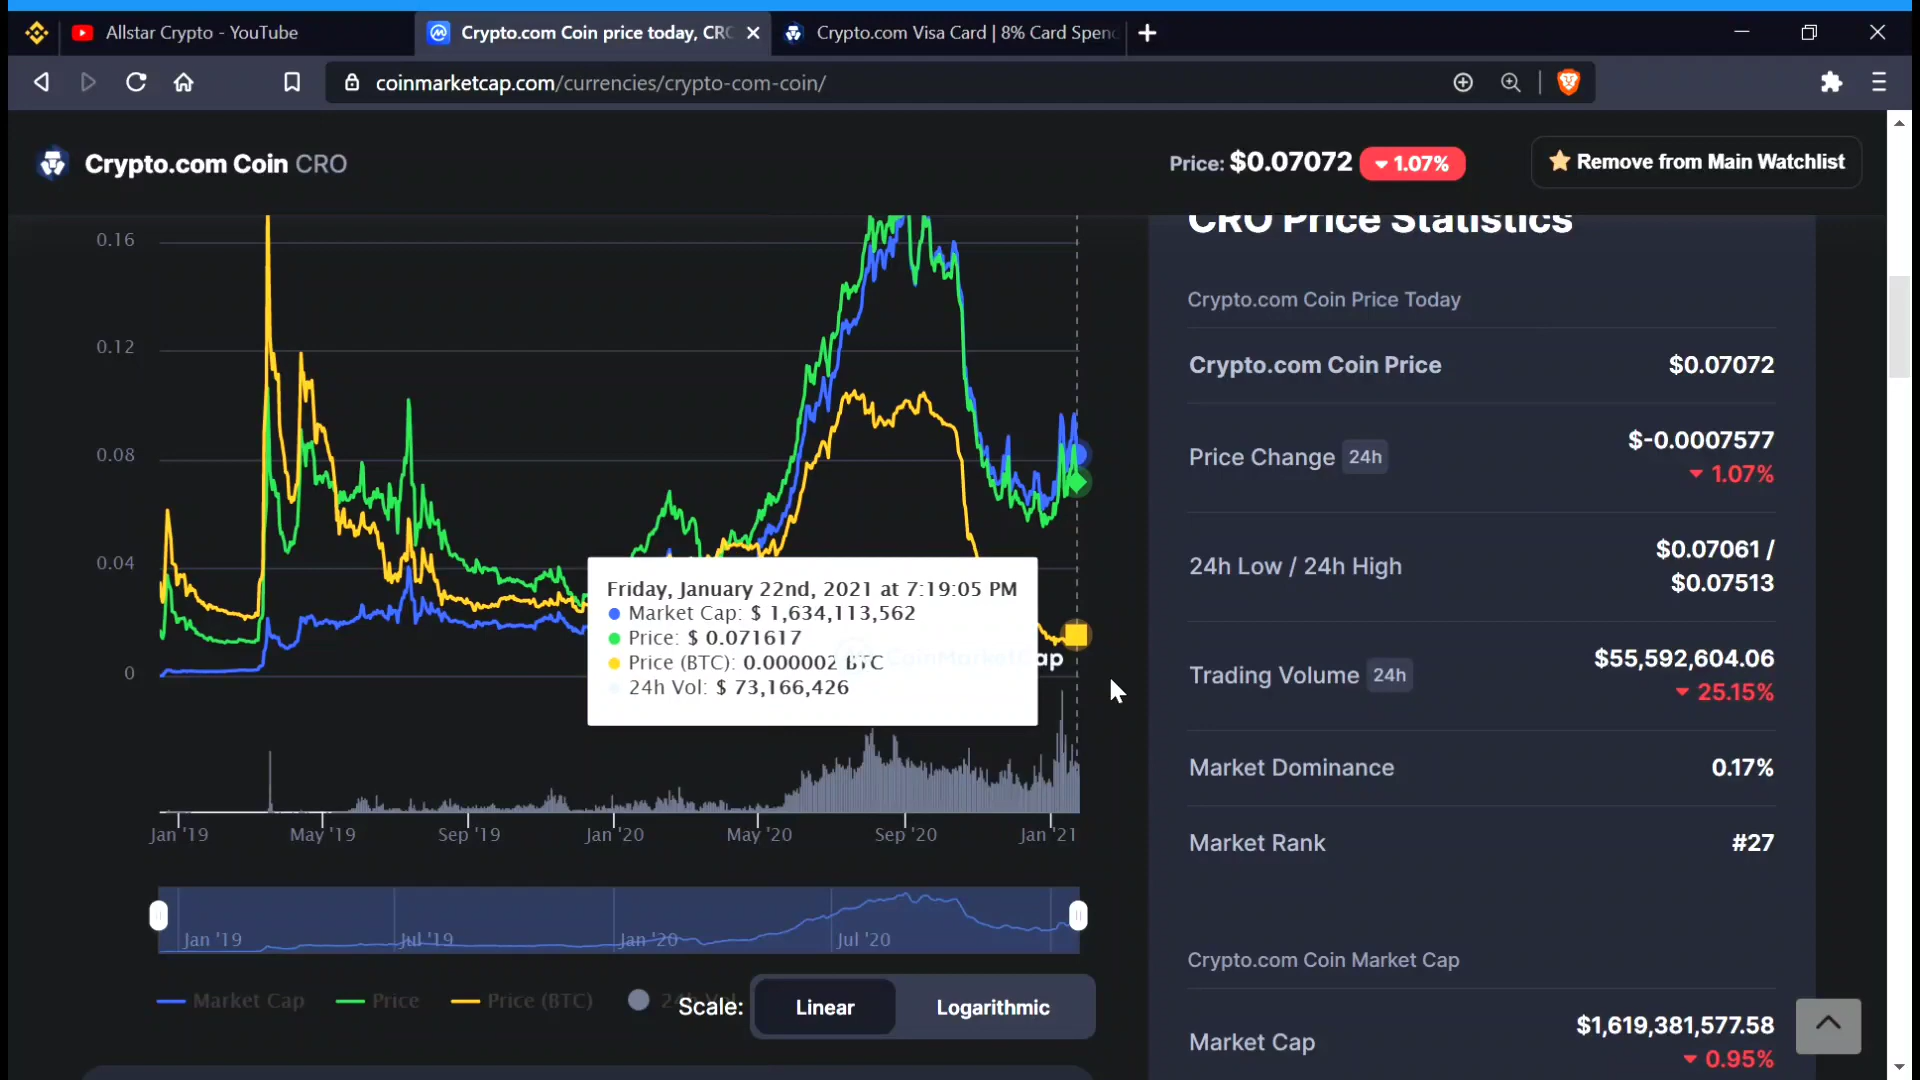 Allstar Crypto - YouTube
Crypto.com Coin price today, CRO
Crypto.com Visa Card | 8% Card Spend
coinmarketcap.com/currencies/crypto-com-coin/
Crypto.com Coin CRO
Price: $0.07072
1.07%
Remove from Main Watchlist
0.16
0.12
0.08
0.04
0
Friday, January 22nd, 2021 at 7:19:05 PM
Market Cap: $ 1,634,113,562
Price: $ 0.071617
Price (BTC): 0.000002 BTC
24h Vol: $ 73,166,426
CoinMarketCap
Jan '19
May '19
Sep '19
Jan '20
May '20
Sep '20
Jan '21
Jan '19
Jul '19
Jan '20
Jul '20
Market Cap
Price
Price (BTC)
24h Vol
Scale:
Linear
Logarithmic
CRO Price Statistics
Crypto.com Coin Price Today
Crypto.com Coin Price
$0.07072
Price Change 24h
$-0.0007577
1.07%
24h Low / 24h High
$0.07061 /
$0.07513
Trading Volume 24h
$55,592,604.06
25.15%
Market Dominance
0.17%
Market Rank
#27
Crypto.com Coin Market Cap
Market Cap
$1,619,381,577.58
0.95%